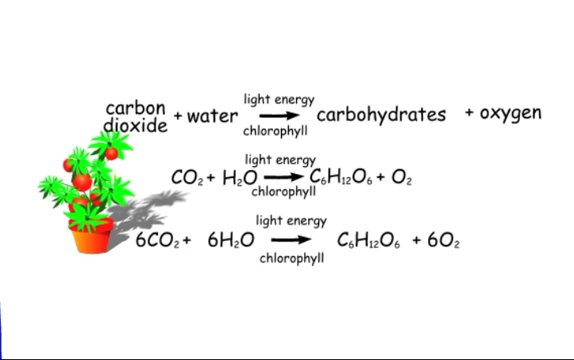 light energy
carbon dioxide + water → carbohydrates + oxygen
chlorophyll
light energy
CO₂ + H₂O → C₆H₁₂O₆ + O₂
chlorophyll
light energy
6CO₂ + 6H₂O → C₆H₁₂O₆ + 6O₂
chlorophyll